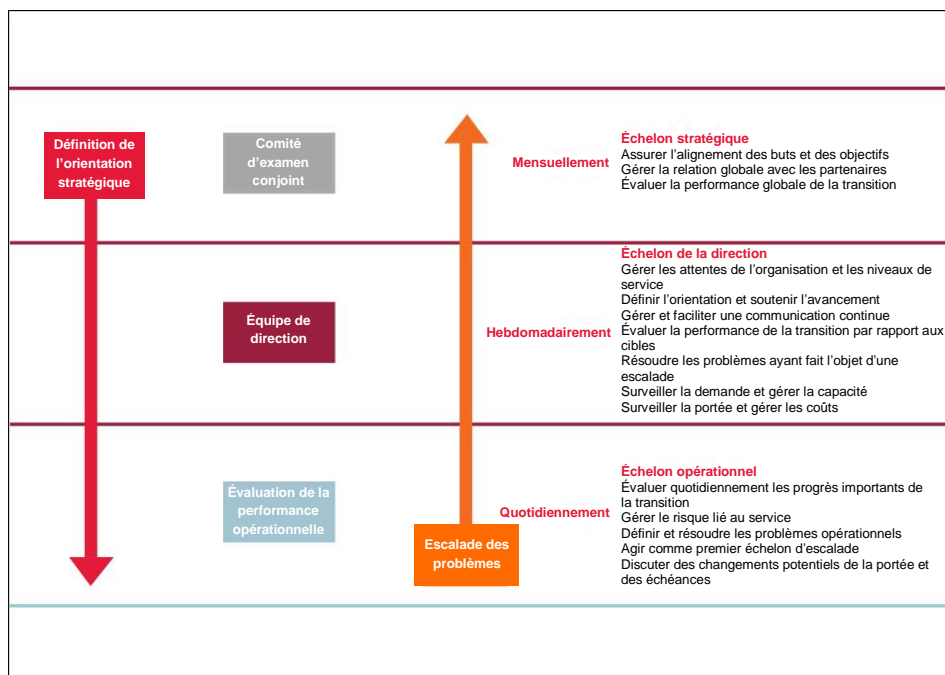 Définition de
l’orientation
stratégique
Comité
d’examen
conjoint
Mensuellement
Échelon stratégique
Assurer l’alignement des buts et des objectifs
Gérer la relation globale avec les partenaires
Évaluer la performance globale de la transition
Équipe de
direction
Hebdomadairement
Échelon de la direction
Gérer les attentes de l’organisation et les niveaux de
service
Définir l’orientation et soutenir l’avancement
Gérer et faciliter une communication continue
Évaluer la performance de la transition par rapport aux
cibles
Résoudre les problèmes ayant fait l’objet d’une
escalade
Surveiller la demande et gérer la capacité
Surveiller la portée et gérer les coûts
Évaluation de la
performance
opérationnelle
Quotidiennement
Escalade des
problèmes
Échelon opérationnel
Évaluer quotidiennement les progrès importants de
la transition
Gérer le risque lié au service
Définir et résoudre les problèmes opérationnels
Agir comme premier échelon d’escalade
Discuter des changements potentiels de la portée et
des échéances